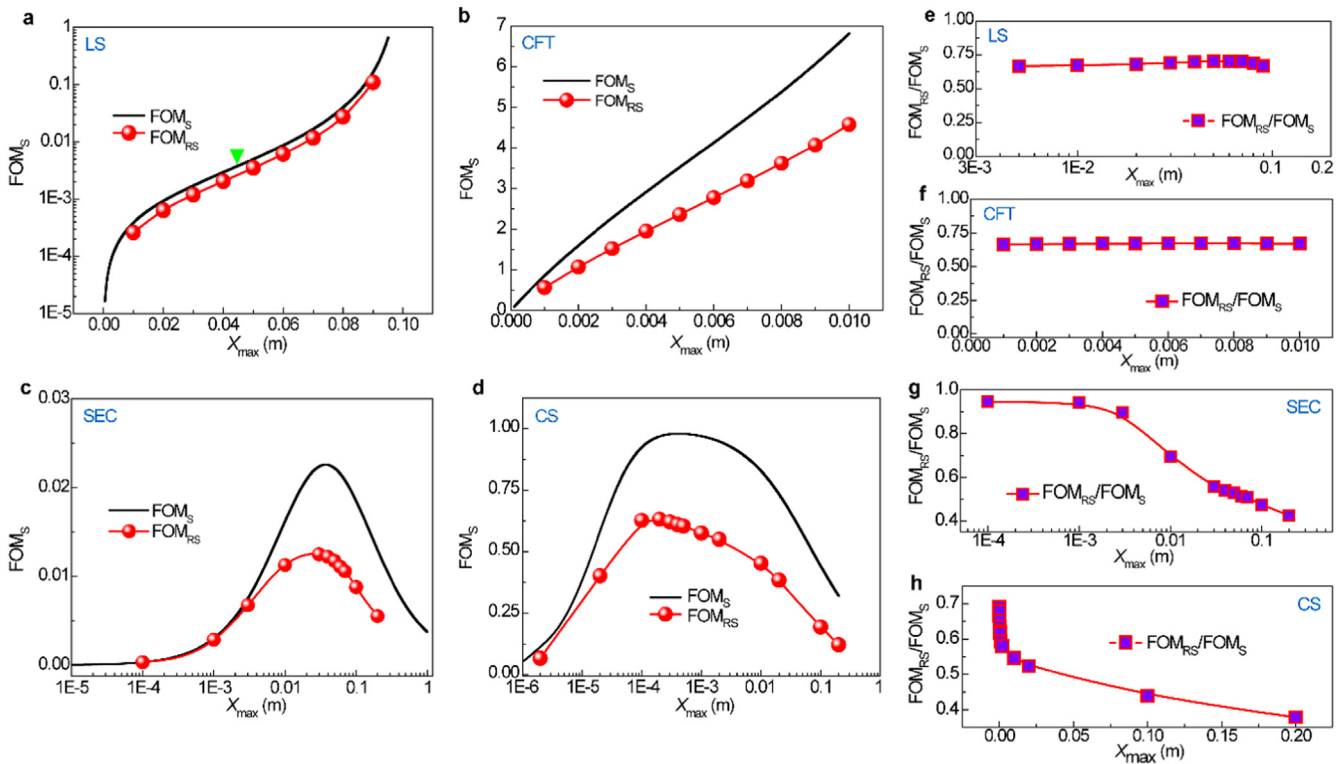 a
LS
FOMS
FOMRS
FOMS
1
0.1
0.01
1E-3
1E-4
1E-5
0.00 0.02 0.04 0.06 0.08 0.10
Xmax (m)
b
CFT
FOMS
FOMRS
FOMS
7
6
5
4
3
2
1
0
0.000 0.002 0.004 0.006 0.008 0.010
Xmax (m)
c
SEC
FOMS
FOMRS
FOMS
0.03
0.02
0.01
0.00
1E-5 1E-4 1E-3 0.01 0.1 1
Xmax (m)
d
CS
FOMS
FOMRS
FOMS
1.00
0.75
0.50
0.25
0.00
1E-6 1E-5 1E-4 1E-3 0.01 0.1 1
Xmax (m)
e
LS
FOMRS/FOMS
FOMRS/FOMS
1.00
0.75
0.50
0.25
0.00
3E-3 1E-2 0.1 0.2
Xmax (m)
f
CFT
FOMRS/FOMS
FOMRS/FOMS
1.00
0.75
0.50
0.25
0.00
0.000 0.002 0.004 0.006 0.008 0.010
Xmax (m)
g
SEC
FOMRS/FOMS
FOMRS/FOMS
1.0
0.8
0.6
0.4
1E-4 1E-3 0.01 0.1
Xmax (m)
h
CS
FOMRS/FOMS
FOMRS/FOMS
0.7
0.6
0.5
0.4
0.00 0.05 0.10 0.15 0.20
Xmax (m)